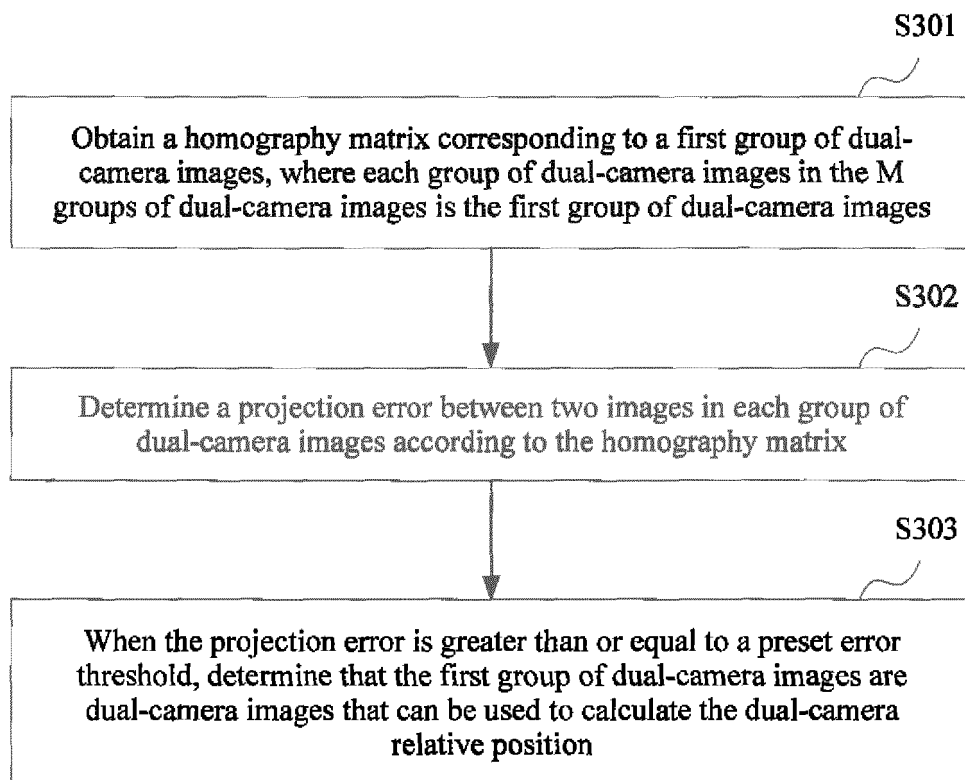 S301
Obtain a homography matrix corresponding to a first group of dual-
camera images, where each group of dual-camera images in the M
groups of dual-camera images is the first group of dual-camera images
S302
Determine a projection error between two images in each group of
dual-camera images according to the homography matrix
S303
When the projection error is greater than or equal to a preset error
threshold, determine that the first group of dual-camera images are
dual-camera images that can be used to calculate the dual-camera
relative position